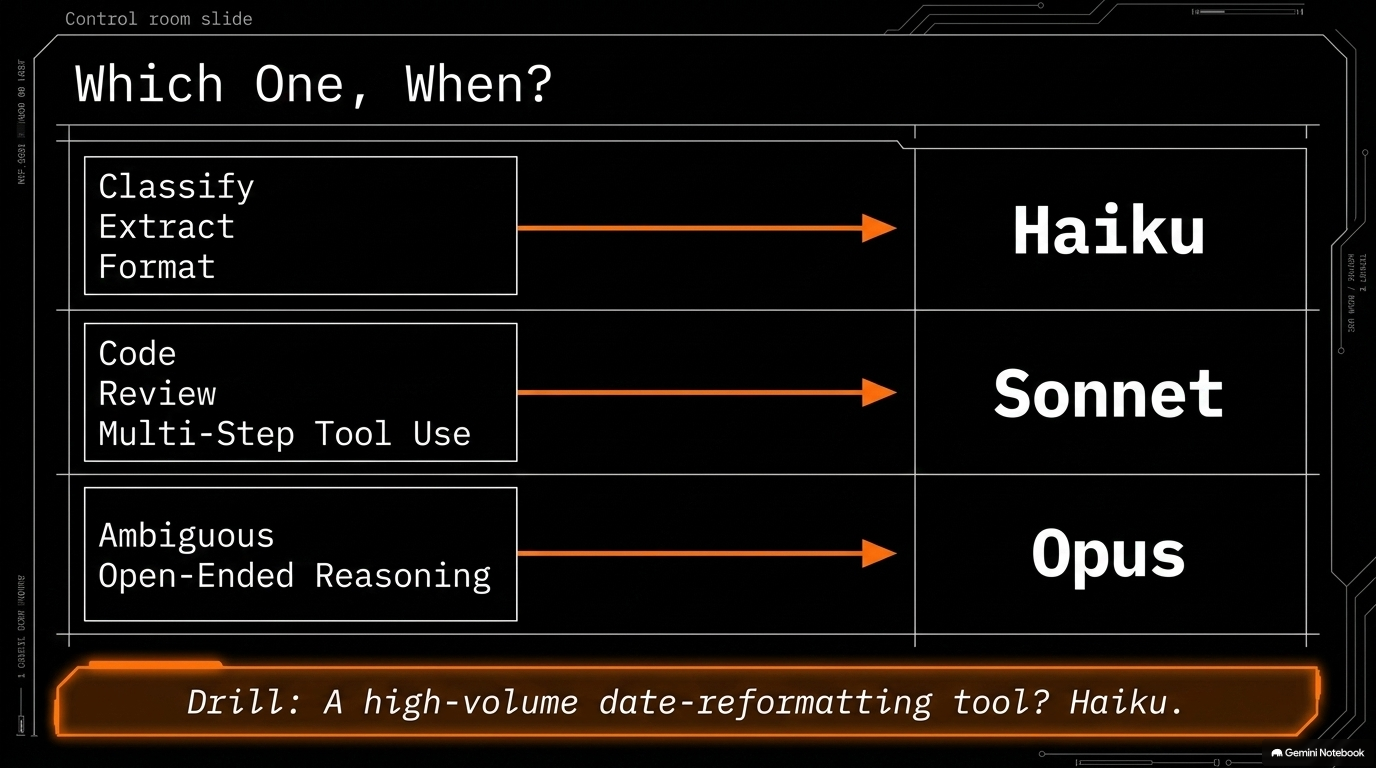 Control room slide
Which One, When?
Classify
Extract
Format
Haiku
Code
Review
Multi-Step Tool Use
Sonnet
Ambiguous
Open-Ended Reasoning
Opus
Drill: A high-volume date-reformatting tool? Haiku.
Gemini Notebook